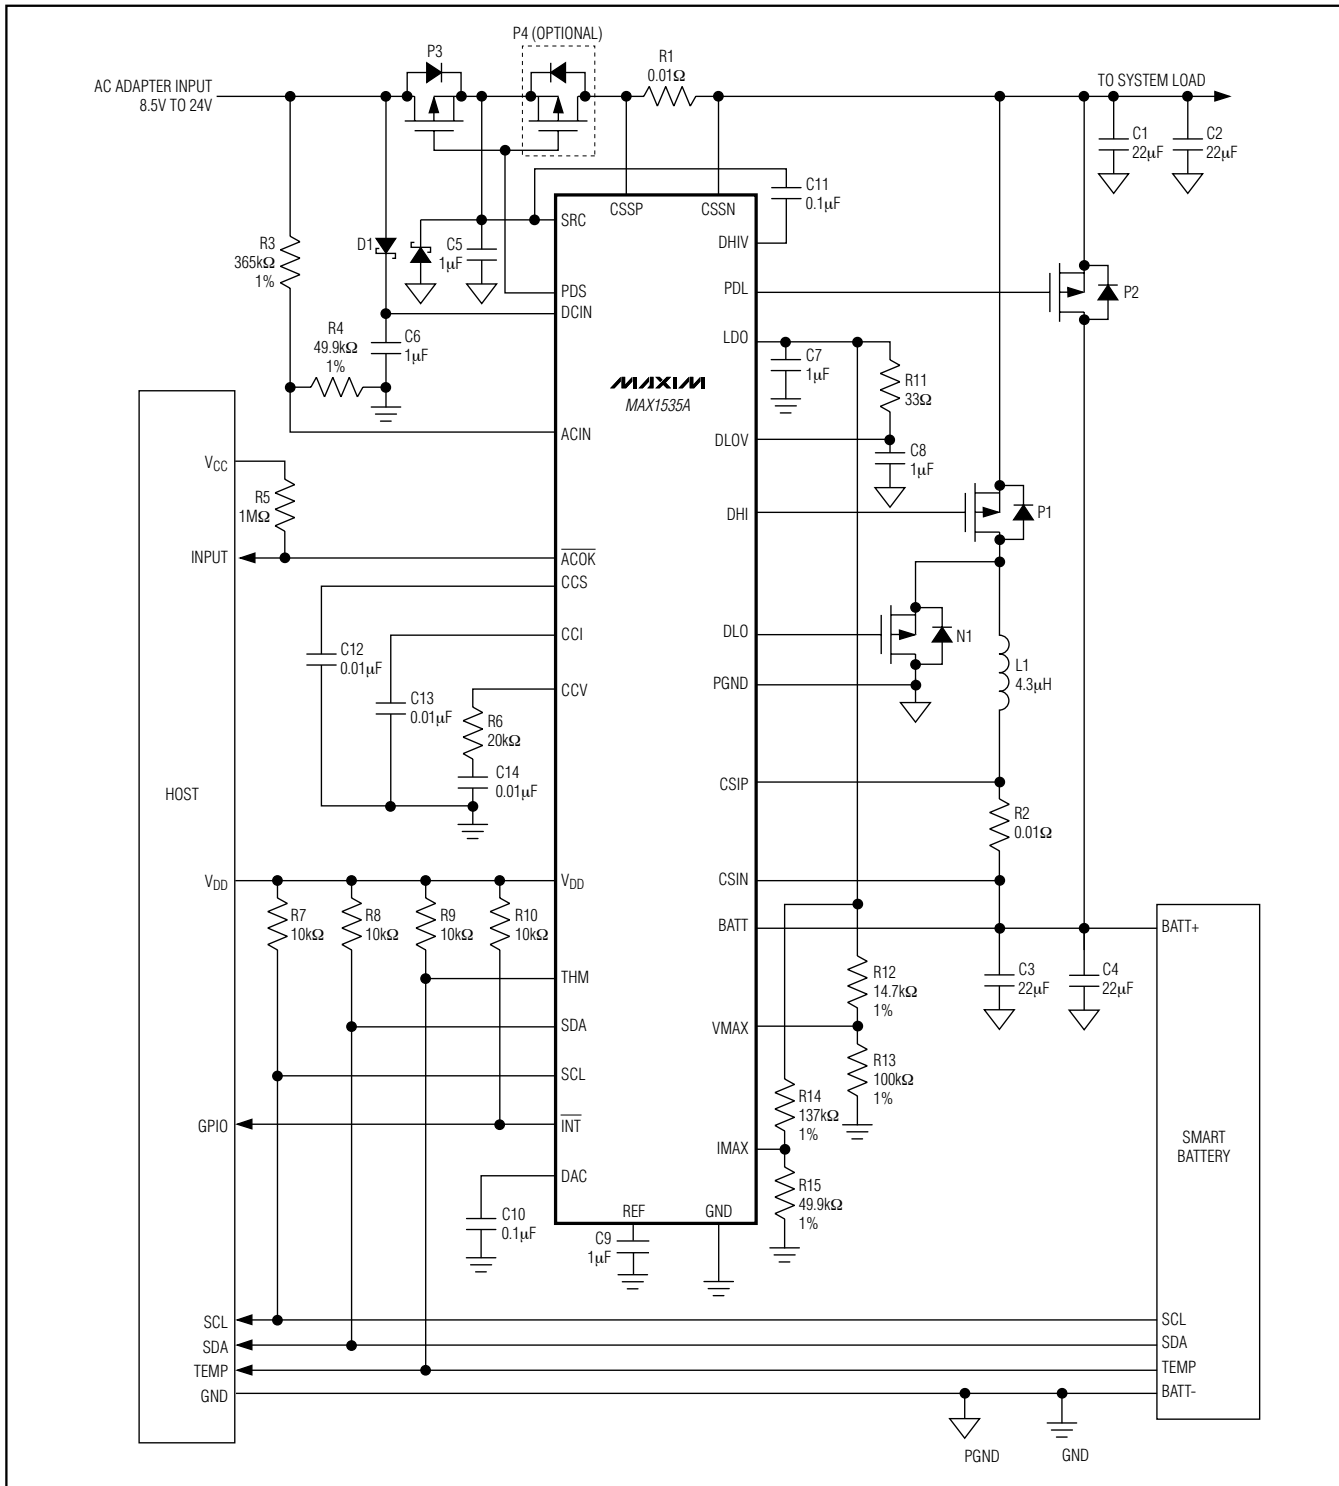 P4 (OPTIONAL)
P3
R1
0.01Ω
AC ADAPTER INPUT
8.5V TO 24V
TO SYSTEM LOAD
C1
22µF
C2
22µF
C11
0.1µF
CSSP
CSSN
SRC
DHIV
R3
365kΩ
1%
D1
C5
1µF
PDS
DCIN
PDL
P2
LDO
R4
49.9kΩ
1%
C6
1µF
C7
1µF
R11
33Ω
MAXIM
MAX1535A
ACIN
DLOV
C8
1µF
VCC
R5
1MΩ
DHI
P1
INPUT
ACOK
CCS
CCI
DLO
N1
C12
0.01µF
C13
0.01µF
CCV
PGND
L1
4.3µH
R6
20kΩ
C14
0.01µF
CSIP
HOST
R2
0.01Ω
VDD
VDD
CSIN
R7
10kΩ
R8
10kΩ
R9
10kΩ
R10
10kΩ
BATT
BATT+
THM
R12
14.7kΩ
1%
C3
22µF
C4
22µF
SDA
VMAX
SCL
R13
100kΩ
1%
R14
137kΩ
1%
GPIO
INT
IMAX
SMART
BATTERY
DAC
R15
49.9kΩ
1%
C10
0.1µF
REF
GND
C9
1µF
SCL
SCL
SDA
SDA
TEMP
TEMP
GND
BATT-
PGND
GND